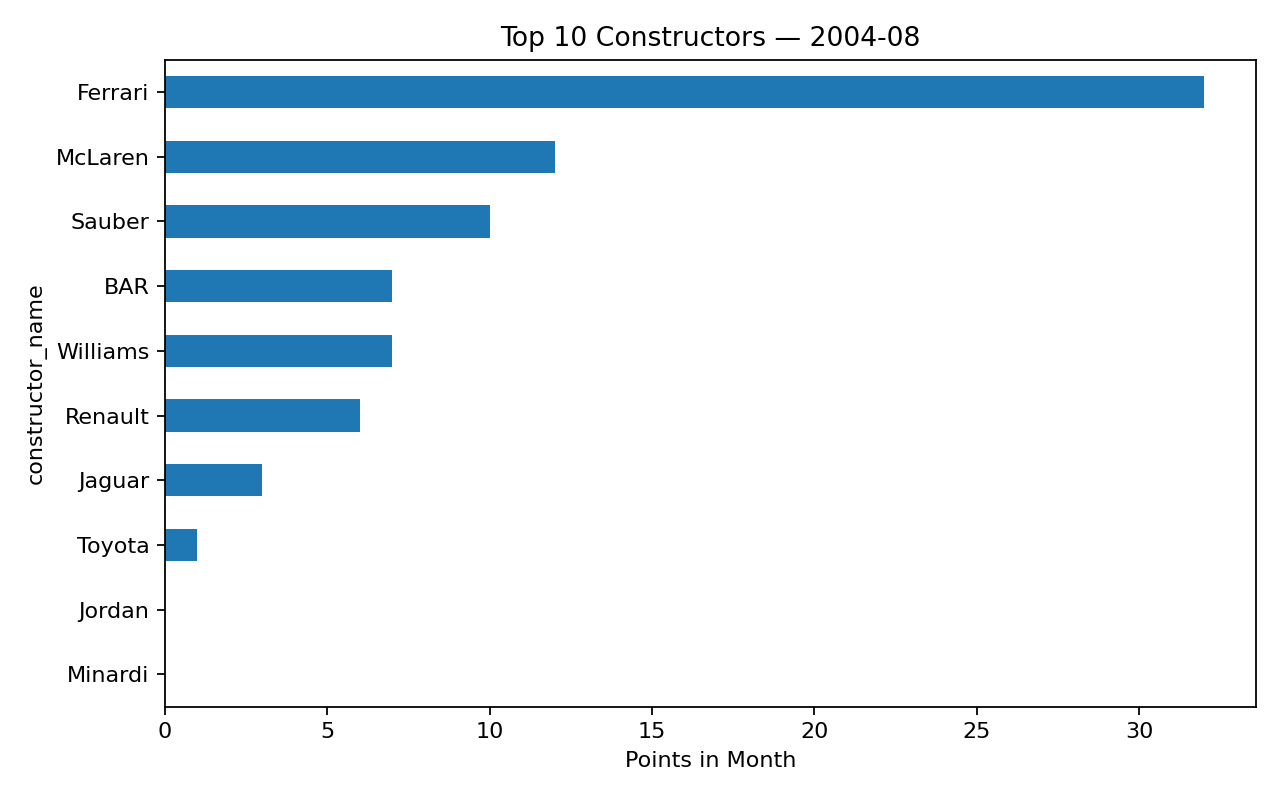 Top 10 Constructors — 2004-08
Ferrari
McLaren
Sauber
BAR
Williams
Renault
Jaguar
Toyota
Jordan
Minardi
constructor_name
0 5 10 15 20 25 30
Points in Month